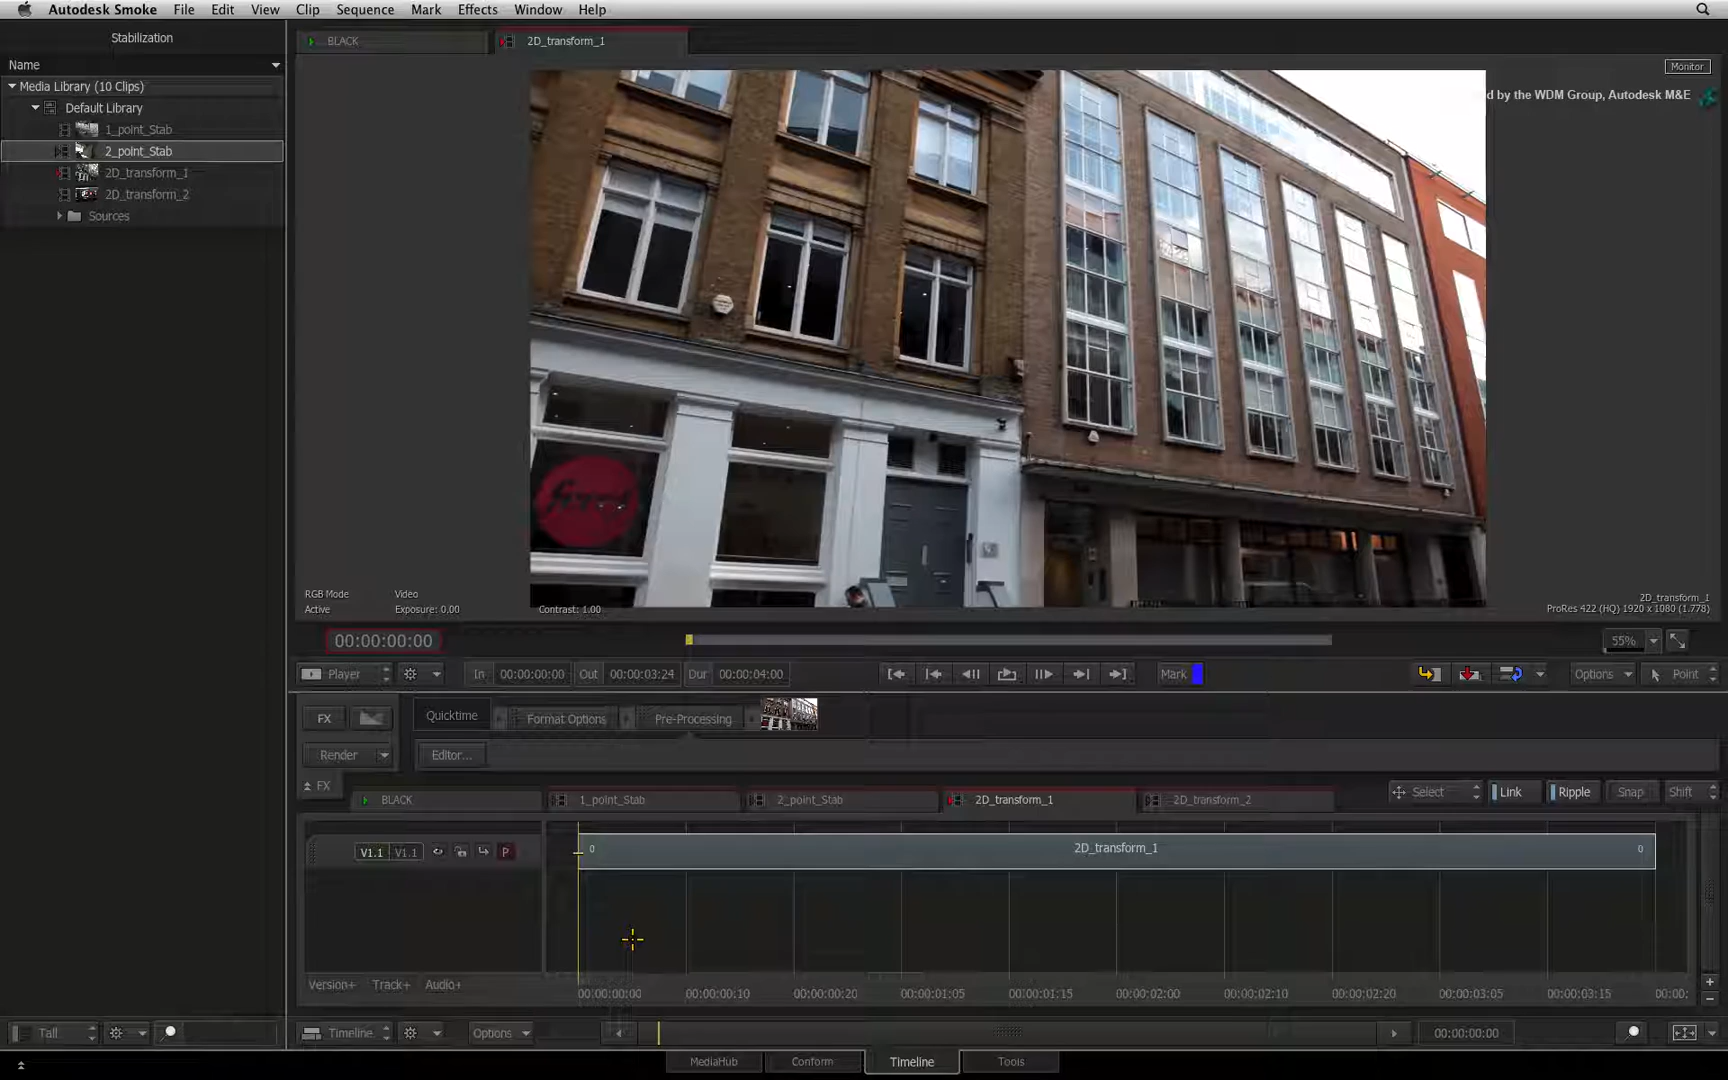 Autodesk Smoke File Edit View Clip Sequence Mark Effects Window Help
Stabilization
BLACK 2D_transform_1
Name
Monitor
Media Library (10 Clips)
d by the WDM Group, Autodesk M&E
Default Library
1_point_Stab
2_point_Stab
2D_transform_1
2D_transform_2
Sources
RGB Mode Video
Active Exposure: 0.00 Contrast: 1.00
2D_transform_1
ProRes 422 (HQ) 1920 x 1080 (1.778)
00:00:00:00 55%
Player In 00:00:00:00 Out 00:00:03:24 Dur 00:00:04:00 Mark Options Point
FX Quicktime Format Options Pre-Processing
Render Editor...
FX
BLACK 1_point_Stab 2_point_Stab 2D_transform_1 2D_transform_2 Select Link Ripple Snap Shift
V1.1 V1.1 P 0 2D_transform_1 0
Version+ Track+ Audio+
00:00:00:00 00:00:00:10 00:00:00:20 00:00:01:05 00:00:01:15 00:00:02:00 00:00:02:10 00:00:02:20 00:00:03:05 00:00:03:15 00:00:
Tall Timeline Options 00:00:00:00
MediaHub Conform Timeline Tools